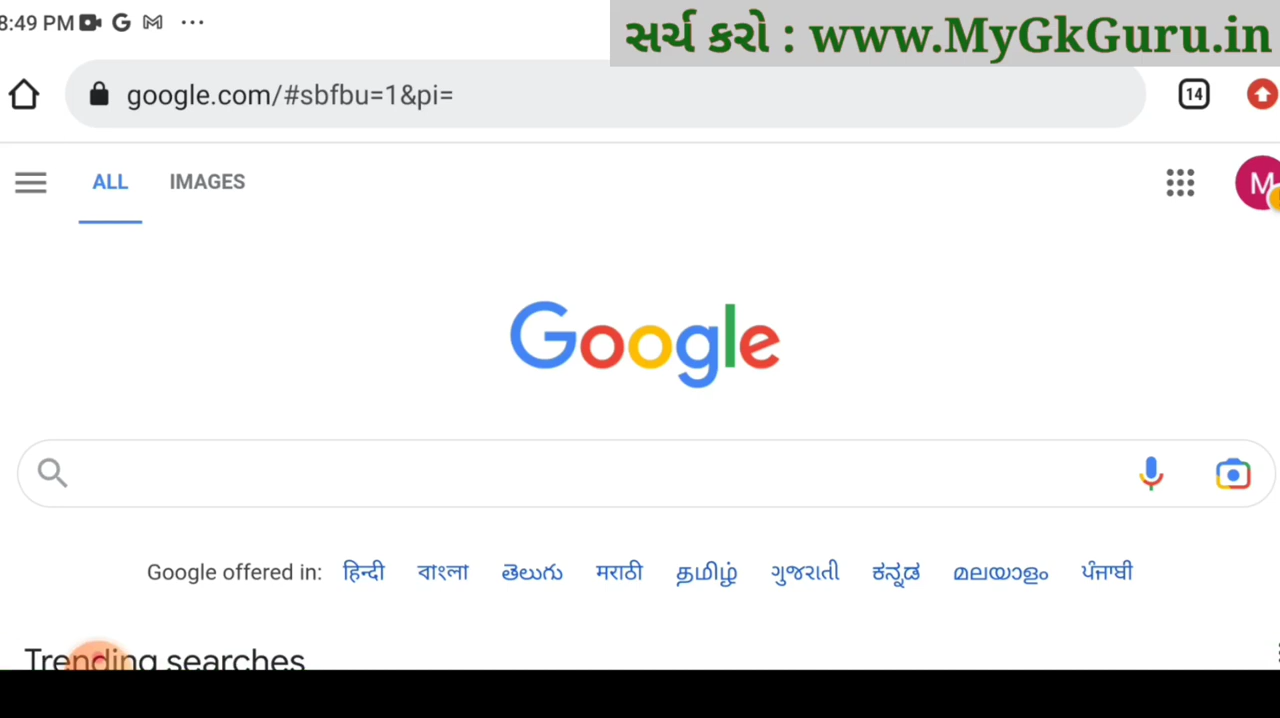 8:49 PM G M ...
સર્ચ કરો : www.MyGkGuru.in
google.com/#sbfbu=1&pi=
14
ALL IMAGES
M
Google
Google offered in: हिन्दी বাংলা తెలుగు मराठी தமிழ் ગુજરાતી ಕನ್ನಡ മലയാളം ਪੰਜਾਬੀ
Trending searches